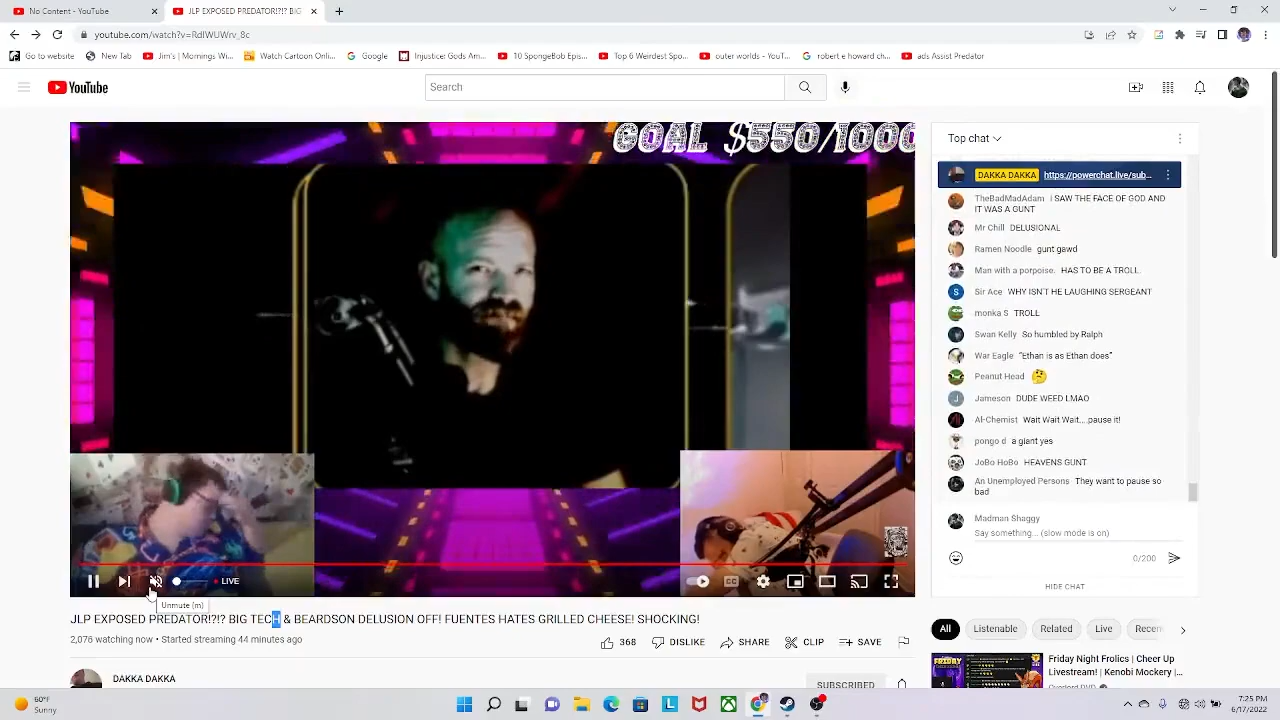 No Content - YouTube
JLP EXPOSED PREDATOR!?!? BIG
youtube.com/watch?v=RdlWUWrv_8c
Go to website
New Tab
Jim's | Mornings Wi...
Watch Cartoon Onli...
Google
Injustice: Gods Am...
10 SpongeBob Epis...
Top 6 Weirdest Spo...
outer worlds - YouT...
robert e howard ch...
ads Assist Predator
YouTube
Search
GOAL $550/1000
Top chat
DAKKA DAKKA https://powerchat.live/sub...
TheBadMadAdam i SAW THE FACE OF GOD AND
IT WAS A GUNT
Mr Chill DELUSIONAL
Ramen Noodle gunt gawd
Man with a porpoise. HAS TO BE A TROLL.
S Sir Ace WHY ISN'T HE LAUGHING SERGEANT
monka S TROLL
Swan Kelly So humbled by Ralph
War Eagle "Ethan is as Ethan does"
Peanut Head 🤔
J Jameson DUDE WEED LMAO
Al-Chemist Wait Wait Wait....pause it!
pongo d a giant yes
JoBo HoBO HEAVENS GUNT
An Unemployed Persons They want to pause so
bad
Madman Shaggy
Say something... (slow mode is on)
0/200
HIDE CHAT
LIVE
CC
Unmute (m)
JLP EXPOSED PREDATOR!?!? BIG TECH & BEARDSON DELUSION OFF! FUENTES HATES GRILLED CHEESE! SHOCKING!
2,076 watching now • Started streaming 44 minutes ago
368
DISLIKE
SHARE
CLIP
SAVE
All
Listenable
Related
Live
Recen
FRIDAY
Friday Night Frolics | Throw Up
Livestream! | Kenobi | Ms M...
DAKKA DAKKA
SUBSCRIBED
90°F
Sunny
7:25 PM
6/17/2022